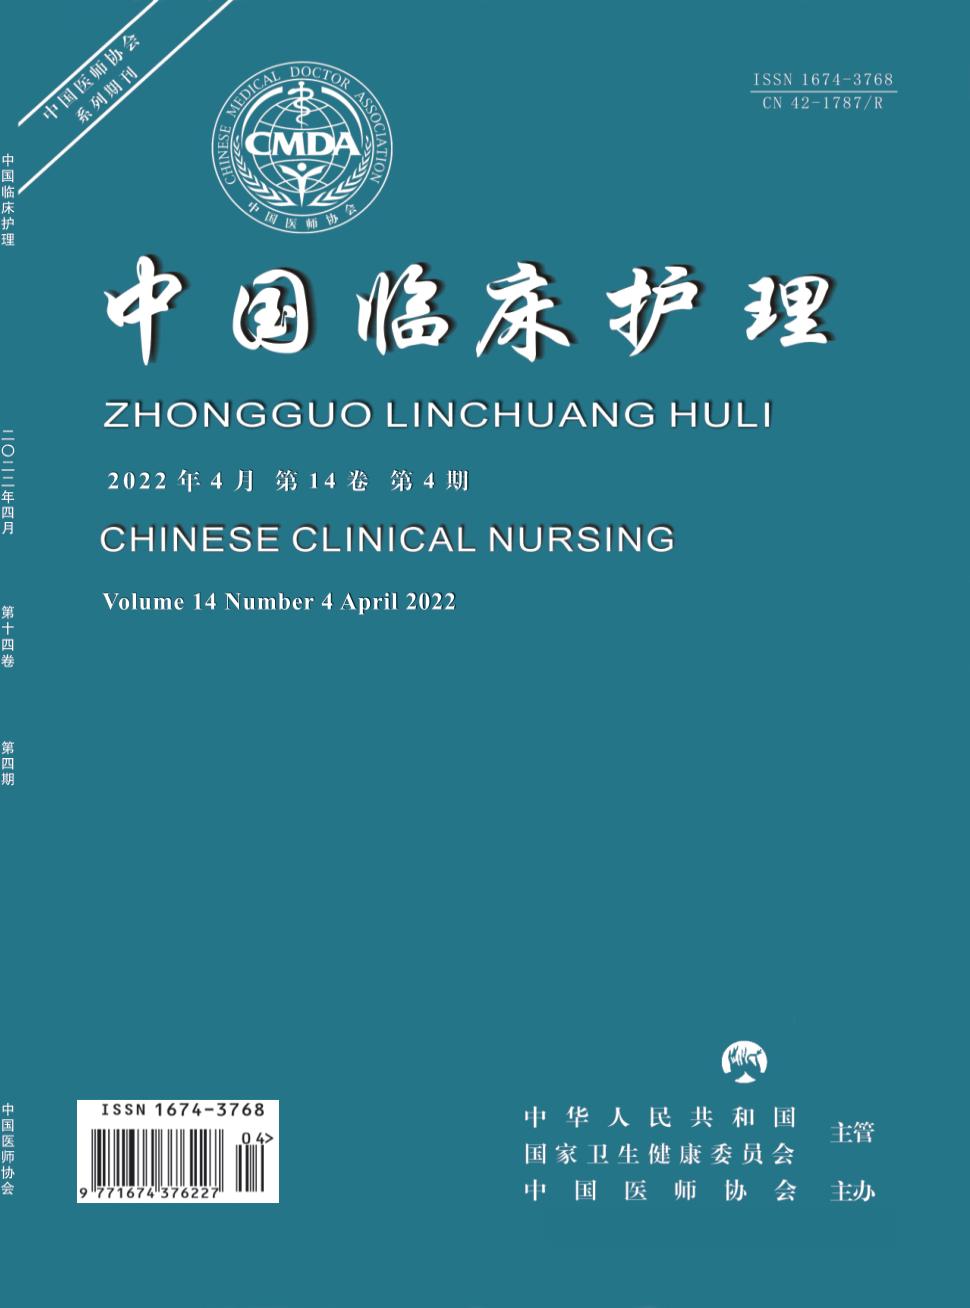 中国医师协会
系列期刊
CHINESE MEDICAL DOCTOR ASSOCIATION
CMDA
中国医师协会
ISSN 1674-3768
CN 42-1787/R
中国临床护理
ZHONGGUO LINCHUANG HULI
2022年4月 第14卷 第4期
CHINESE CLINICAL NURSING
Volume 14 Number 4 April 2022
中国临床护理
二〇二二年四月
第十四卷
第四期
中国医师协会
ISSN 1674-3768
04>
9 771674 376227
中华人民共和国
国家卫生健康委员会
主管
中国医师协会 主办